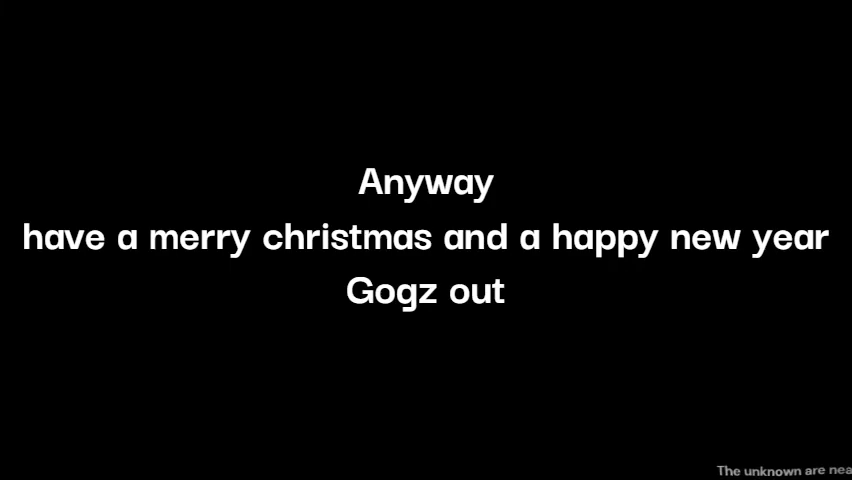 Anyway
have a merry christmas and a happy new year
Gogz out
The unknown are